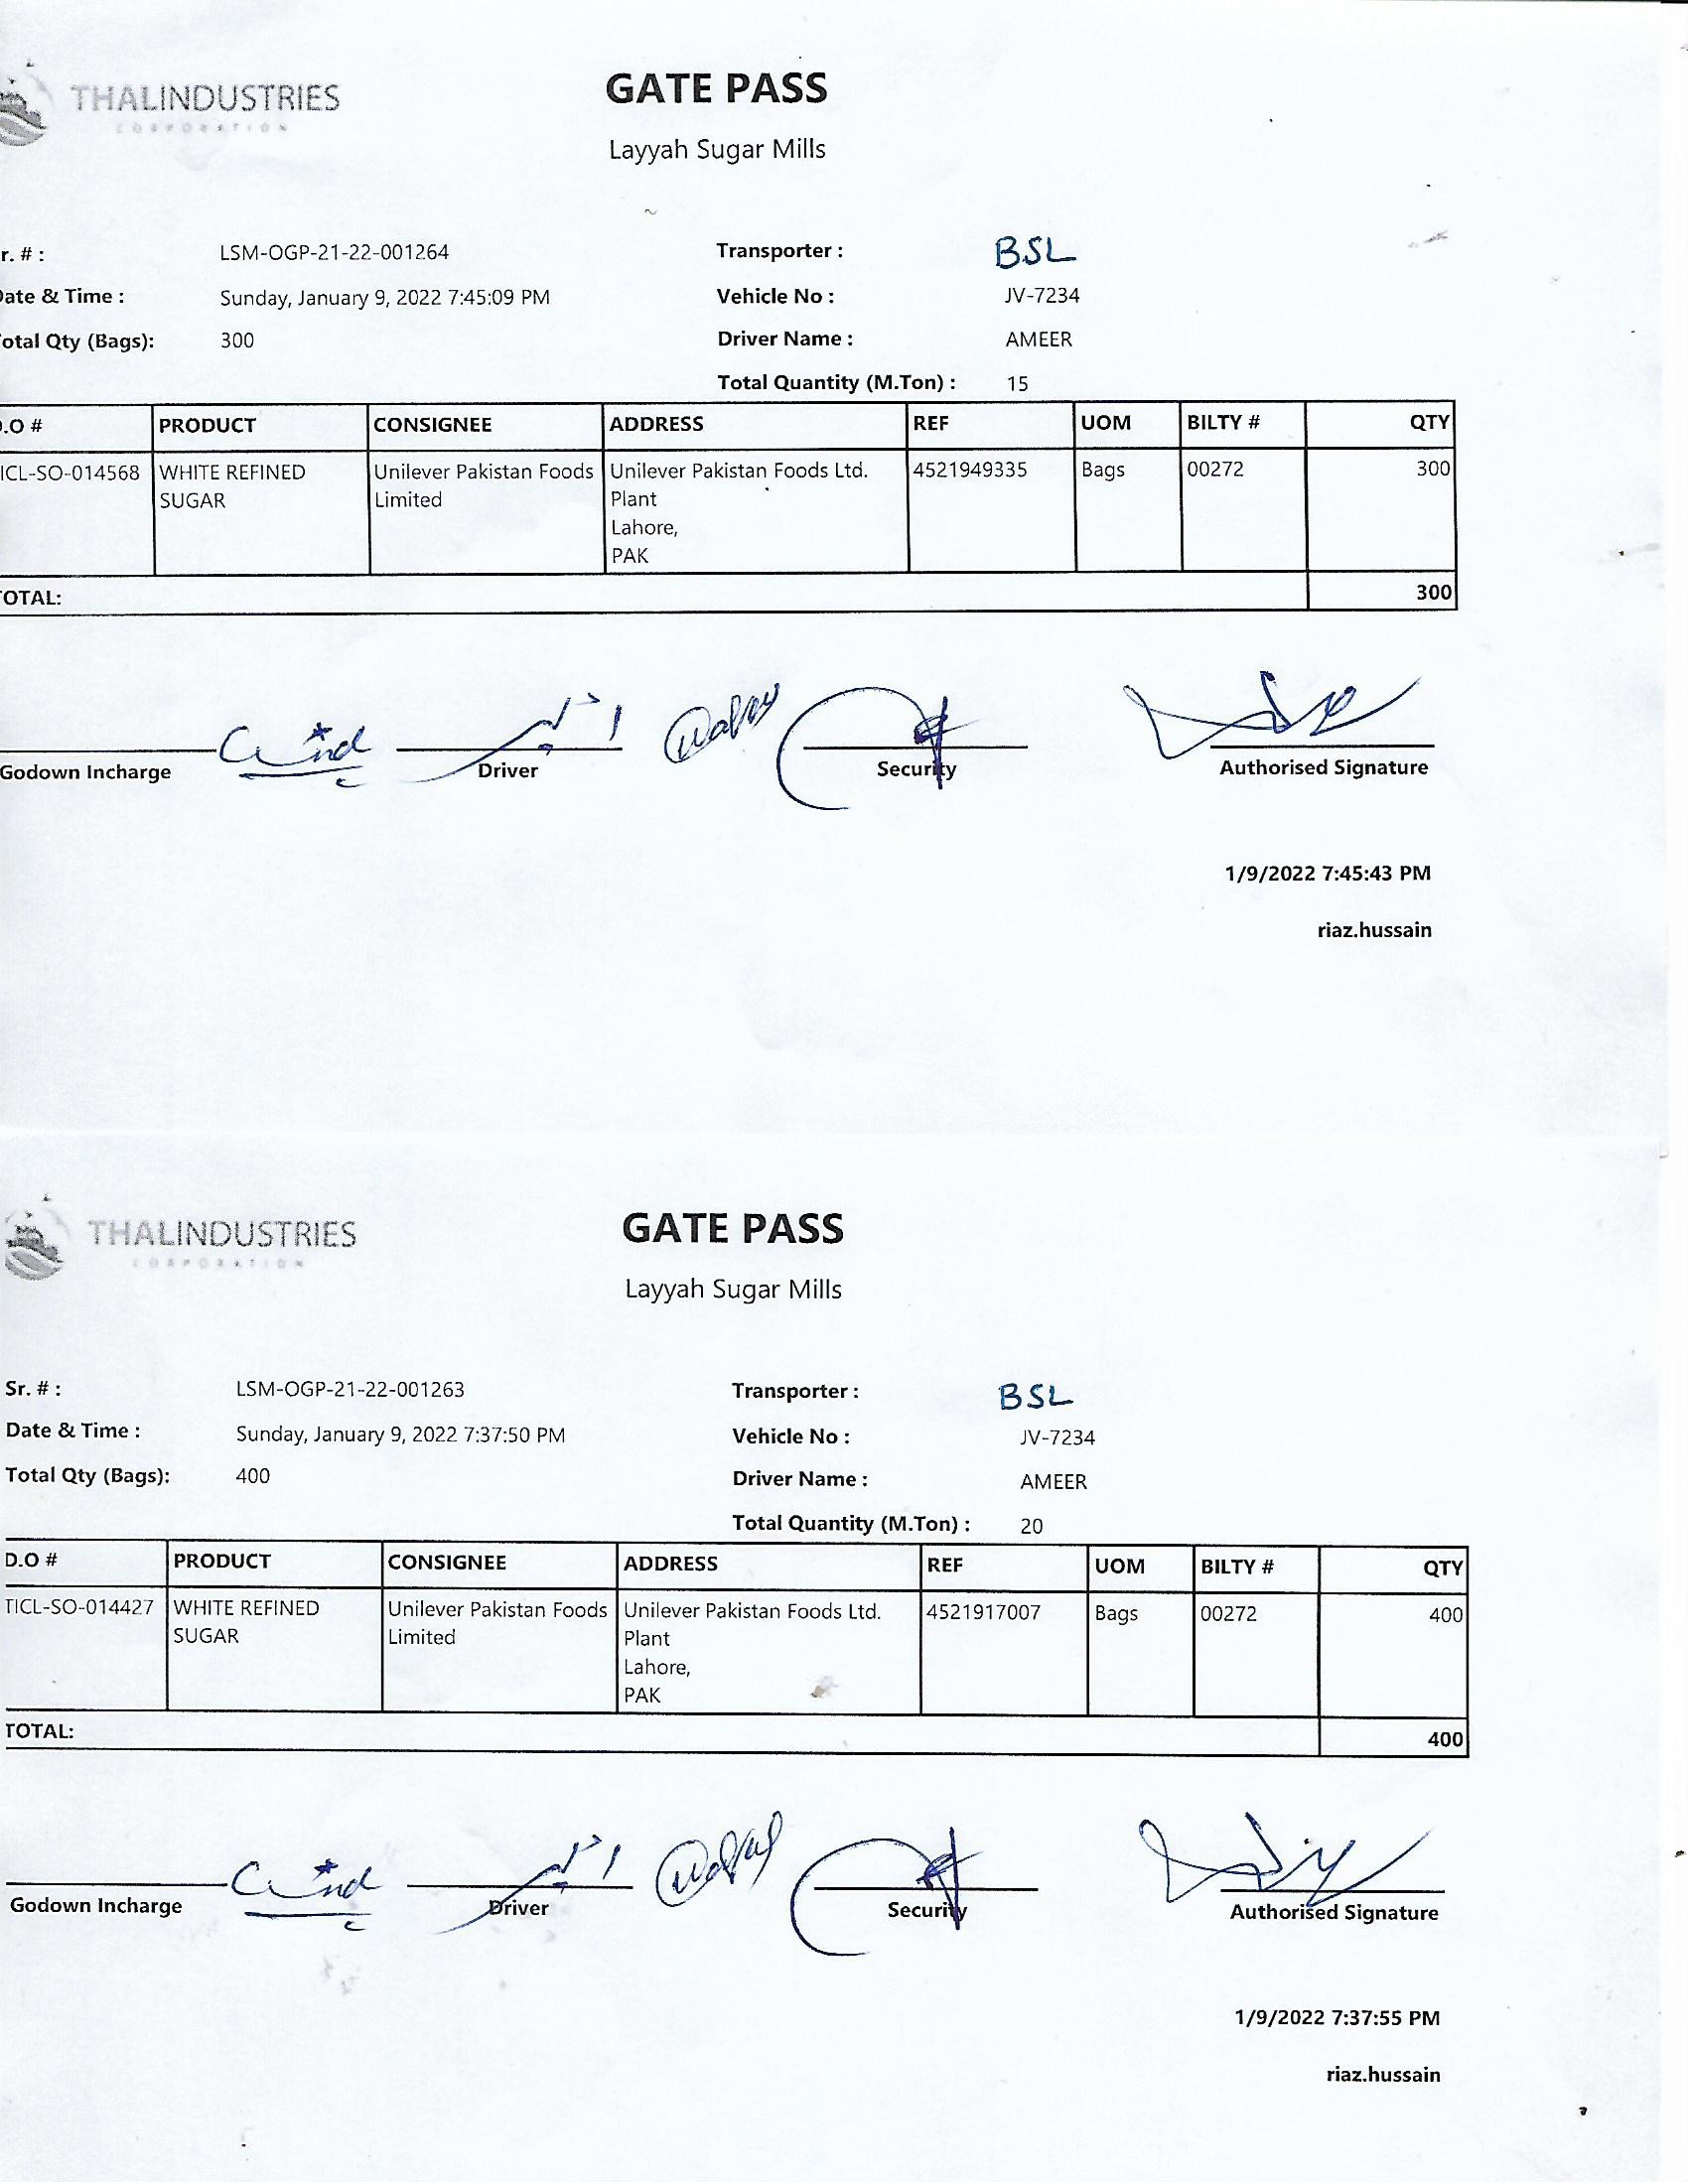 THALINDUSTRIES
CORPORATION
GATE PASS
Layyah Sugar Mills
r. # : LSM-OGP-21-22-001264 Transporter : BSL
ate & Time : Sunday, January 9, 2022 7:45:09 PM Vehicle No : JV-7234
otal Qty (Bags): 300 Driver Name : AMEER
Total Quantity (M.Ton) : 15
.O # PRODUCT CONSIGNEE ADDRESS REF UOM BILTY # QTY
ICL-SO-014568 WHITE REFINED Unilever Pakistan Foods Unilever Pakistan Foods Ltd. 4521949335 Bags 00272 300
SUGAR Limited Plant
Lahore,
PAK
OTAL: 300
Godown Incharge Driver Security Authorised Signature
1/9/2022 7:45:43 PM
riaz.hussain
THALINDUSTRIES
CORPORATION
GATE PASS
Layyah Sugar Mills
Sr. # : LSM-OGP-21-22-001263 Transporter : BSL
Date & Time : Sunday, January 9, 2022 7:37:50 PM Vehicle No : JV-7234
Total Qty (Bags): 400 Driver Name : AMEER
Total Quantity (M.Ton) : 20
D.O # PRODUCT CONSIGNEE ADDRESS REF UOM BILTY # QTY
TICL-SO-014427 WHITE REFINED Unilever Pakistan Foods Unilever Pakistan Foods Ltd. 4521917007 Bags 00272 400
SUGAR Limited Plant
Lahore,
PAK
TOTAL: 400
Godown Incharge Driver Security Authorised Signature
1/9/2022 7:37:55 PM
riaz.hussain